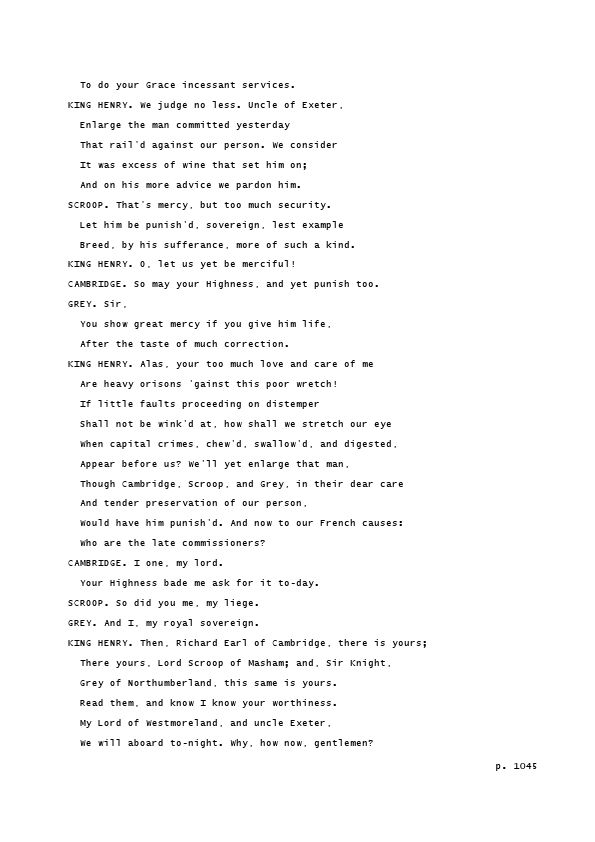 To do your Grace incessant services.
KING HENRY. We judge no less. Uncle of Exeter,
Enlarge the man committed yesterday
That rail'd against our person. We consider
It was excess of wine that set him on;
And on his more advice we pardon him.
SCROOP. That's mercy, but too much security.
Let him be punish'd, sovereign, lest example
Breed, by his sufferance, more of such a kind.
KING HENRY. O, let us yet be merciful!
CAMBRIDGE. So may your Highness, and yet punish too.
GREY. Sir,
You show great mercy if you give him life,
After the taste of much correction.
KING HENRY. Alas, your too much love and care of me
Are heavy orisons 'gainst this poor wretch!
If little faults proceeding on distemper
Shall not be wink'd at, how shall we stretch our eye
When capital crimes, chew'd, swallow'd, and digested,
Appear before us? We'll yet enlarge that man,
Though Cambridge, Scroop, and Grey, in their dear care
And tender preservation of our person,
Would have him punish'd. And now to our French causes:
Who are the late commissioners?
CAMBRIDGE. I one, my lord.
Your Highness bade me ask for it to-day.
SCROOP. So did you me, my liege.
GREY. And I, my royal sovereign.
KING HENRY. Then, Richard Earl of Cambridge, there is yours;
There yours, Lord Scroop of Masham; and, Sir Knight,
Grey of Northumberland, this same is yours.
Read them, and know I know your worthiness.
My Lord of Westmoreland, and uncle Exeter,
We will aboard to-night. Why, how now, gentlemen?
p. 1045